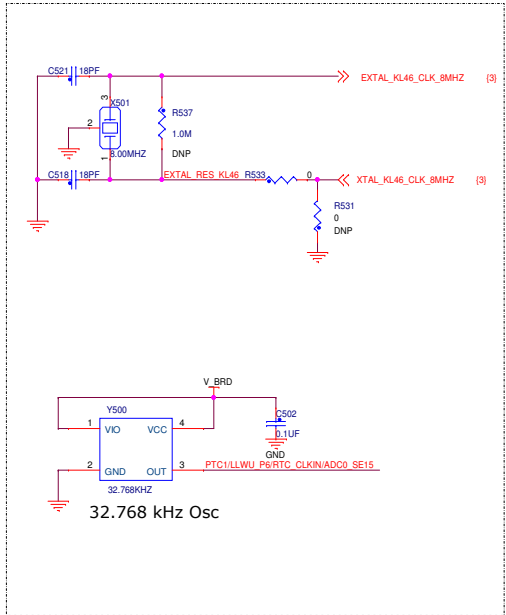 C521 18PF
EXTAL_KL46_CLK_8MHZ {3}
3 X501
R537
2
1.0M
8.00MHZ
DNP
1
C518 18PF
EXTAL_RES_KL46 R533 0
XTAL_KL46_CLK_8MHZ {3}
R531
0
DNP
V_BRD
Y500
C502
1 VIO VCC 4
0.1UF
GND
2 GND OUT 3 PTC1/LLWU_P6/RTC_CLKIN/ADC0_SE15
32.768KHZ
32.768 kHz Osc